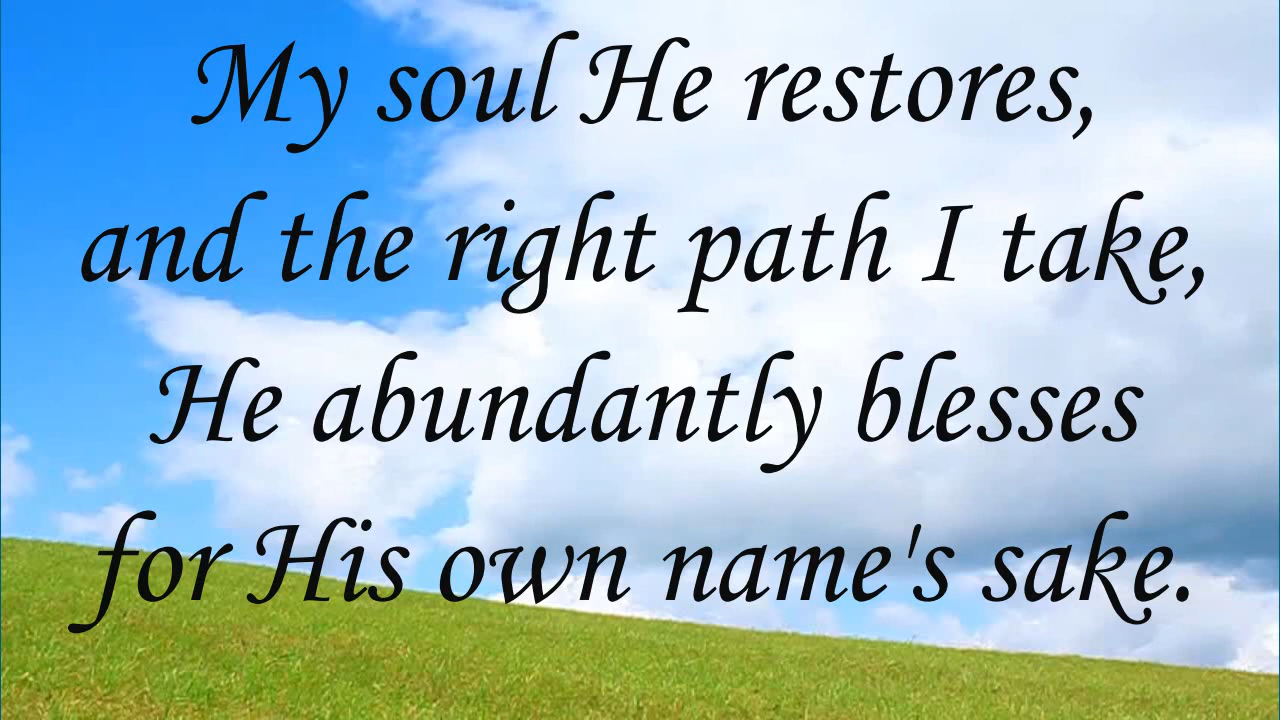 My soul He restores,
and the right path I take,
He abundantly blesses
for His own name's sake.